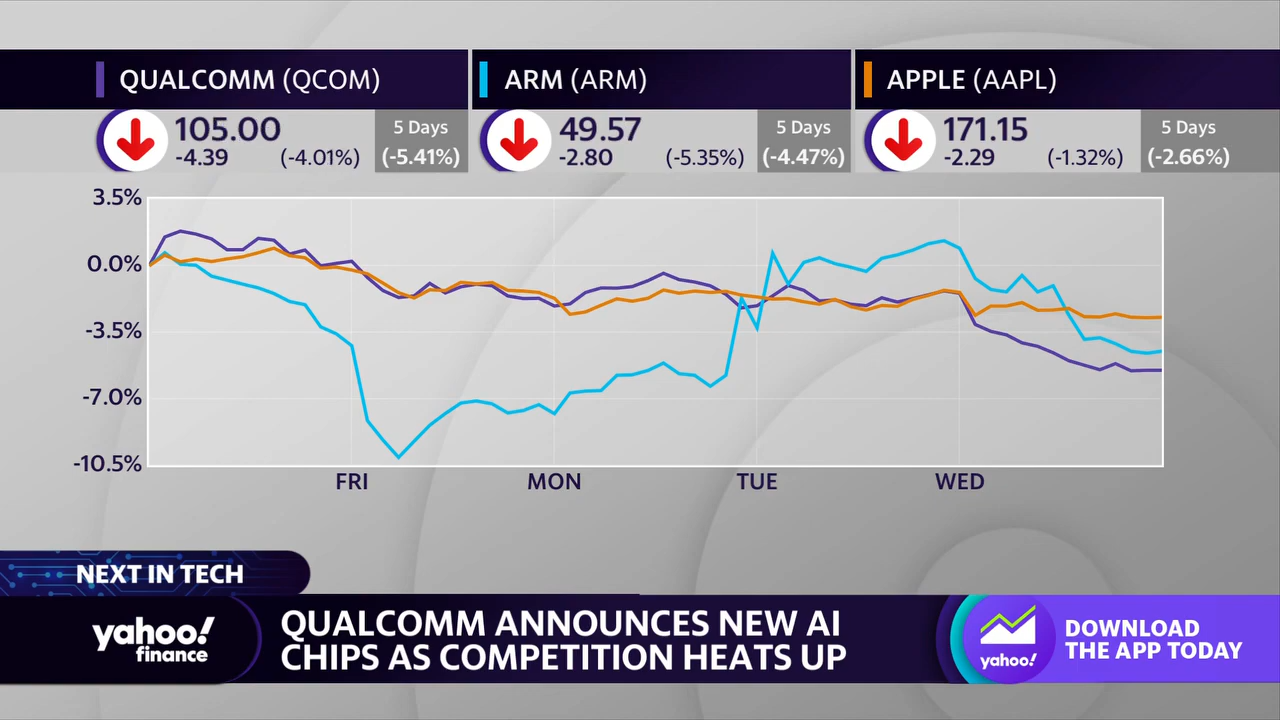 QUALCOMM (QCOM)
105.00
-4.39 (-4.01%)
5 Days
(-5.41%)
ARM (ARM)
49.57
-2.80 (-5.35%)
5 Days
(-4.47%)
APPLE (AAPL)
171.15
-2.29 (-1.32%)
5 Days
(-2.66%)
3.5%
0.0%
-3.5%
-7.0%
-10.5%
FRI MON TUE WED
NEXT IN TECH
yahoo!
finance
QUALCOMM ANNOUNCES NEW AI
CHIPS AS COMPETITION HEATS UP
yahoo!
DOWNLOAD
THE APP TODAY